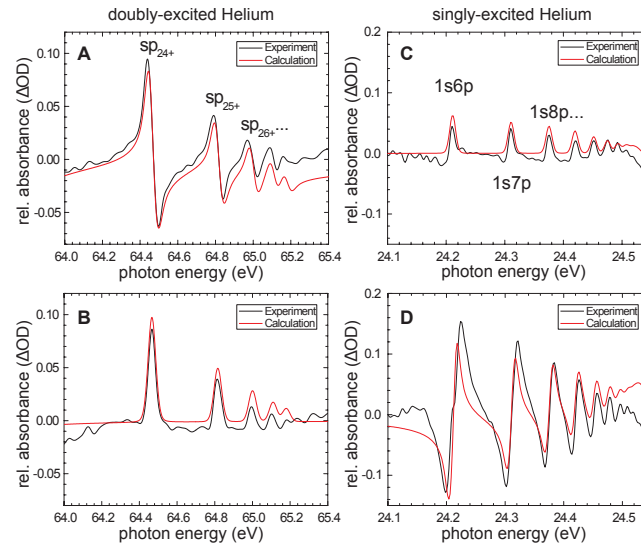 doubly-excited Helium
singly-excited Helium
A
sp24+
sp25+
sp26+...
Experiment
Calculation
rel. absorbance (ΔOD)
0.10
0.05
0.00
-0.05
64.0 64.2 64.4 64.6 64.8 65.0 65.2 65.4
photon energy (eV)
C
1s6p
1s7p
1s8p...
Experiment
Calculation
rel. absorbance (ΔOD)
0.2
0.1
0.0
-0.1
24.1 24.2 24.3 24.4 24.5
photon energy (eV)
B
Experiment
Calculation
rel. absorbance (ΔOD)
0.10
0.05
0.00
-0.05
64.0 64.2 64.4 64.6 64.8 65.0 65.2 65.4
photon energy (eV)
D
Experiment
Calculation
rel. absorbance (ΔOD)
0.2
0.1
0.0
-0.1
24.1 24.2 24.3 24.4 24.5
photon energy (eV)